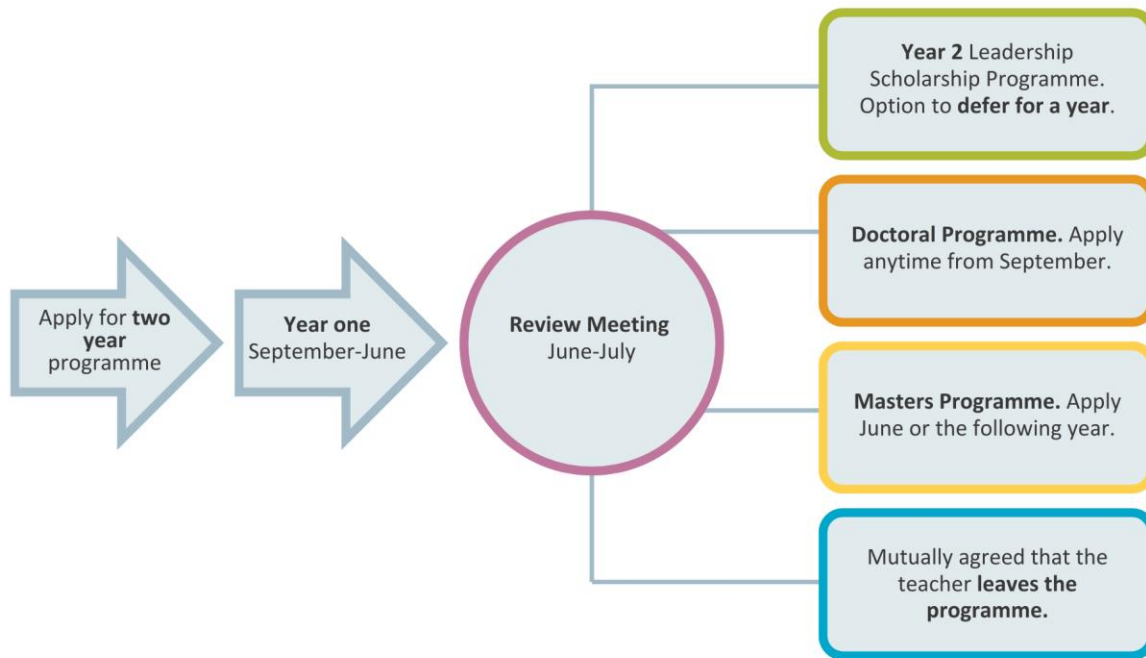 Apply for two
year
programme
Year one
September-June
Review Meeting
June-July
Year 2 Leadership
Scholarship Programme.
Option to defer for a year.
Doctoral Programme. Apply
anytime from September.
Masters Programme. Apply
June or the following year.
Mutually agreed that the
teacher leaves the
programme.